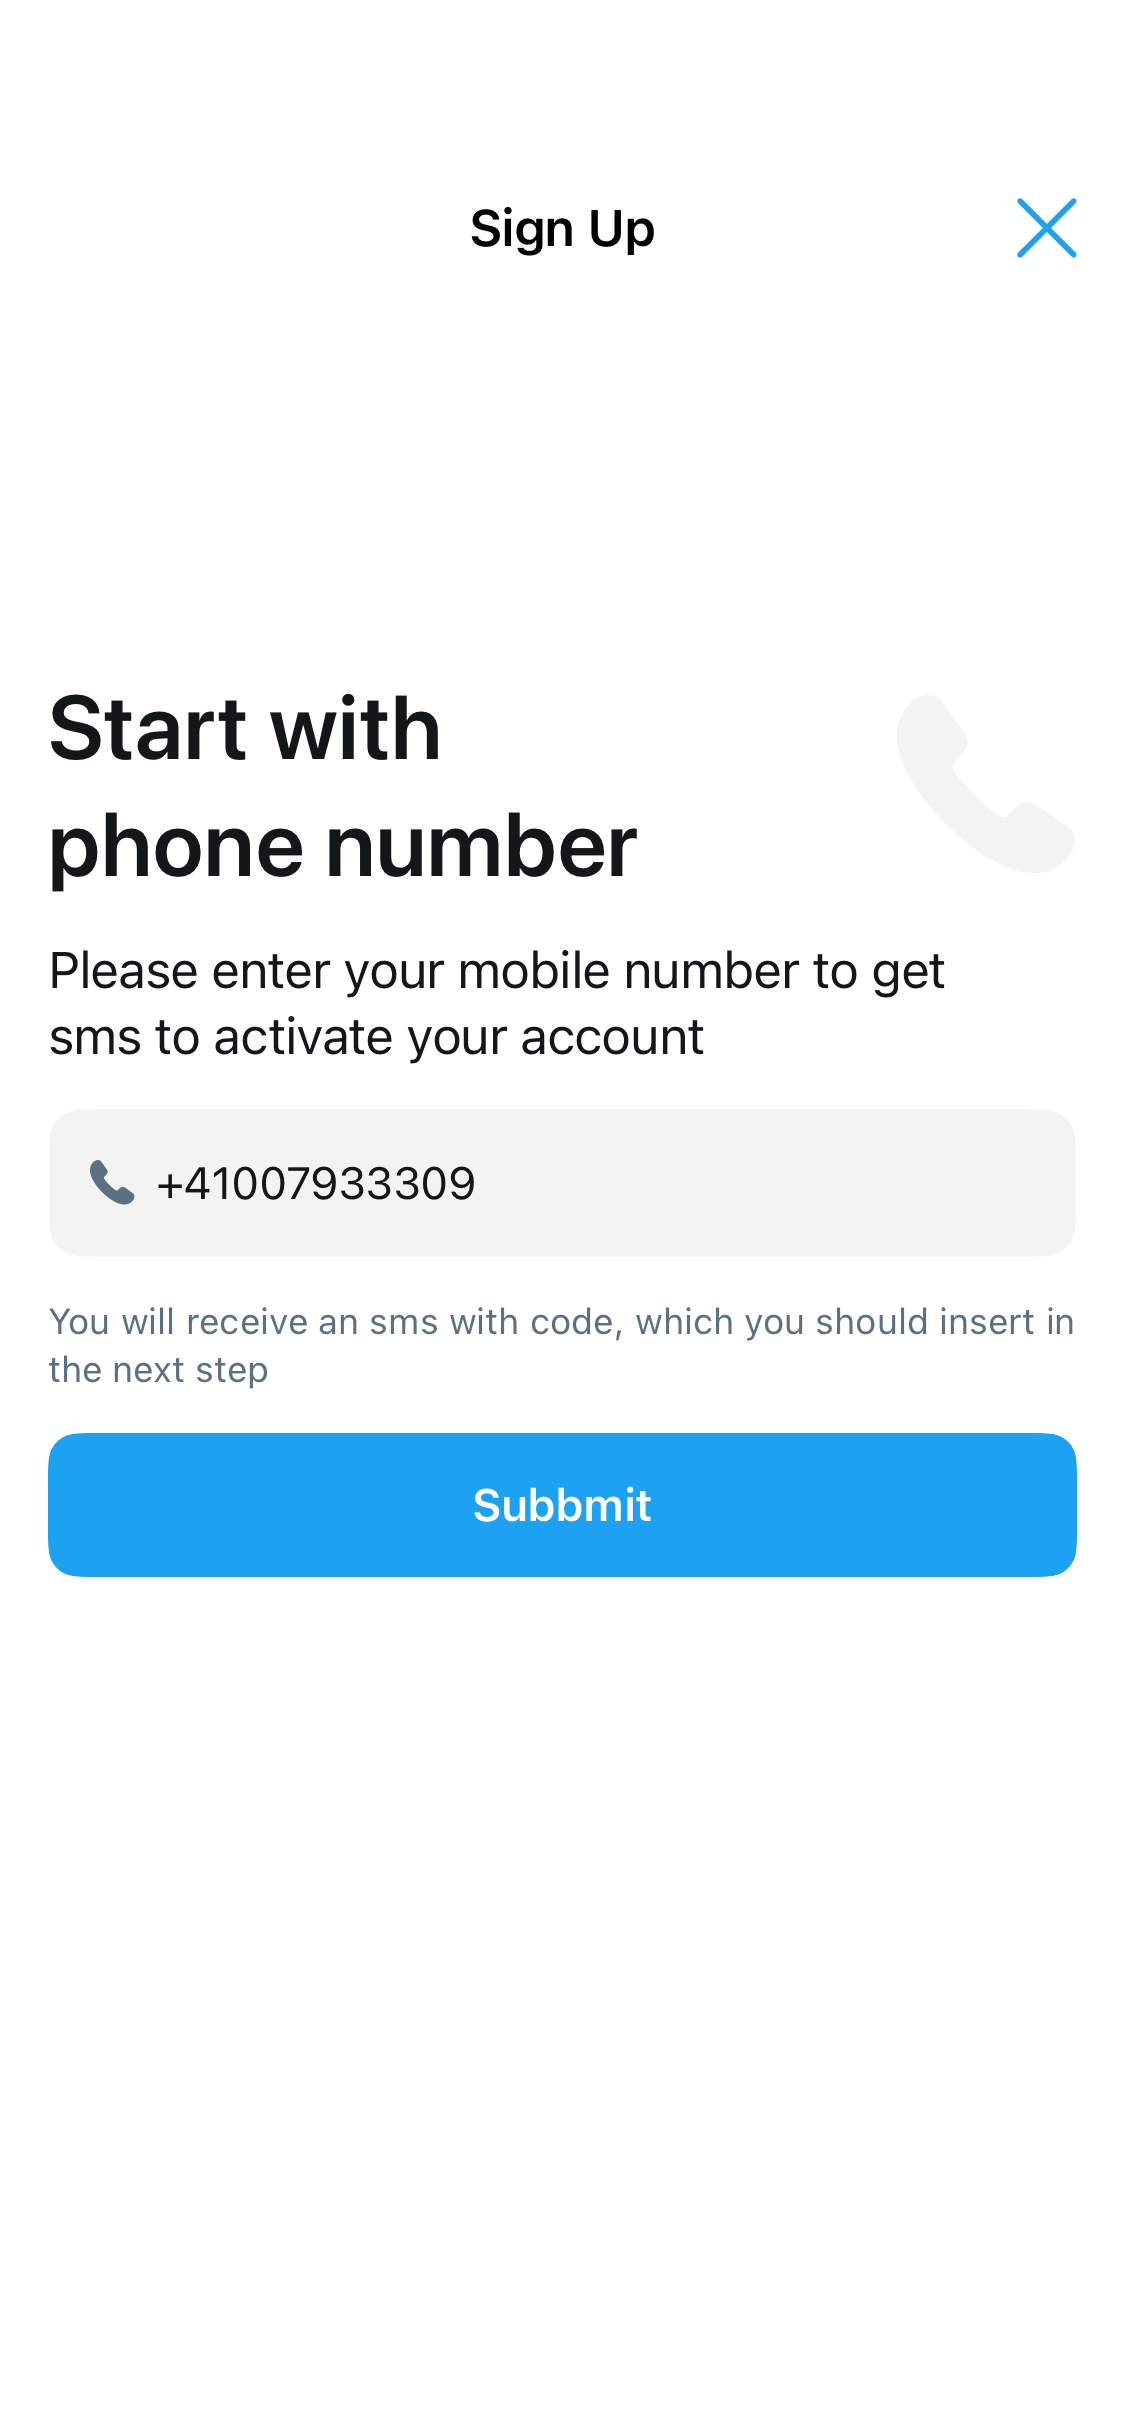 Sign Up
Start with
phone number
Please enter your mobile number to get
sms to activate your account
+41007933309
You will receive an sms with code, which you should insert in
the next step
Subbmit